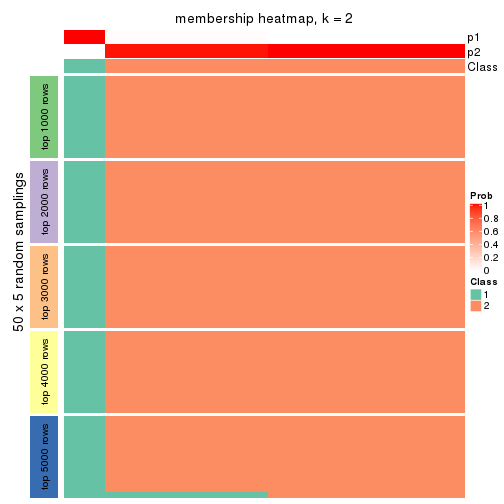 membership heatmap, k = 2
p1
p2
Class
50 x 5 random samplings
top 1000 rows
top 2000 rows
top 3000 rows
top 4000 rows
top 5000 rows
Prob
1
0.8
0.6
0.4
0.2
0
Class
1
2